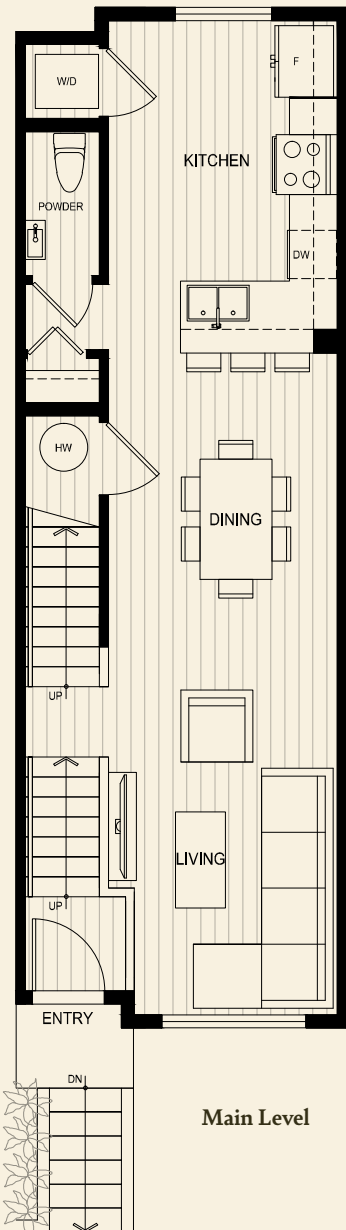 F
W/D
KITCHEN
POWDER
DW
HW
DINING
UP
LIVING
UP
ENTRY
DN
Main Level